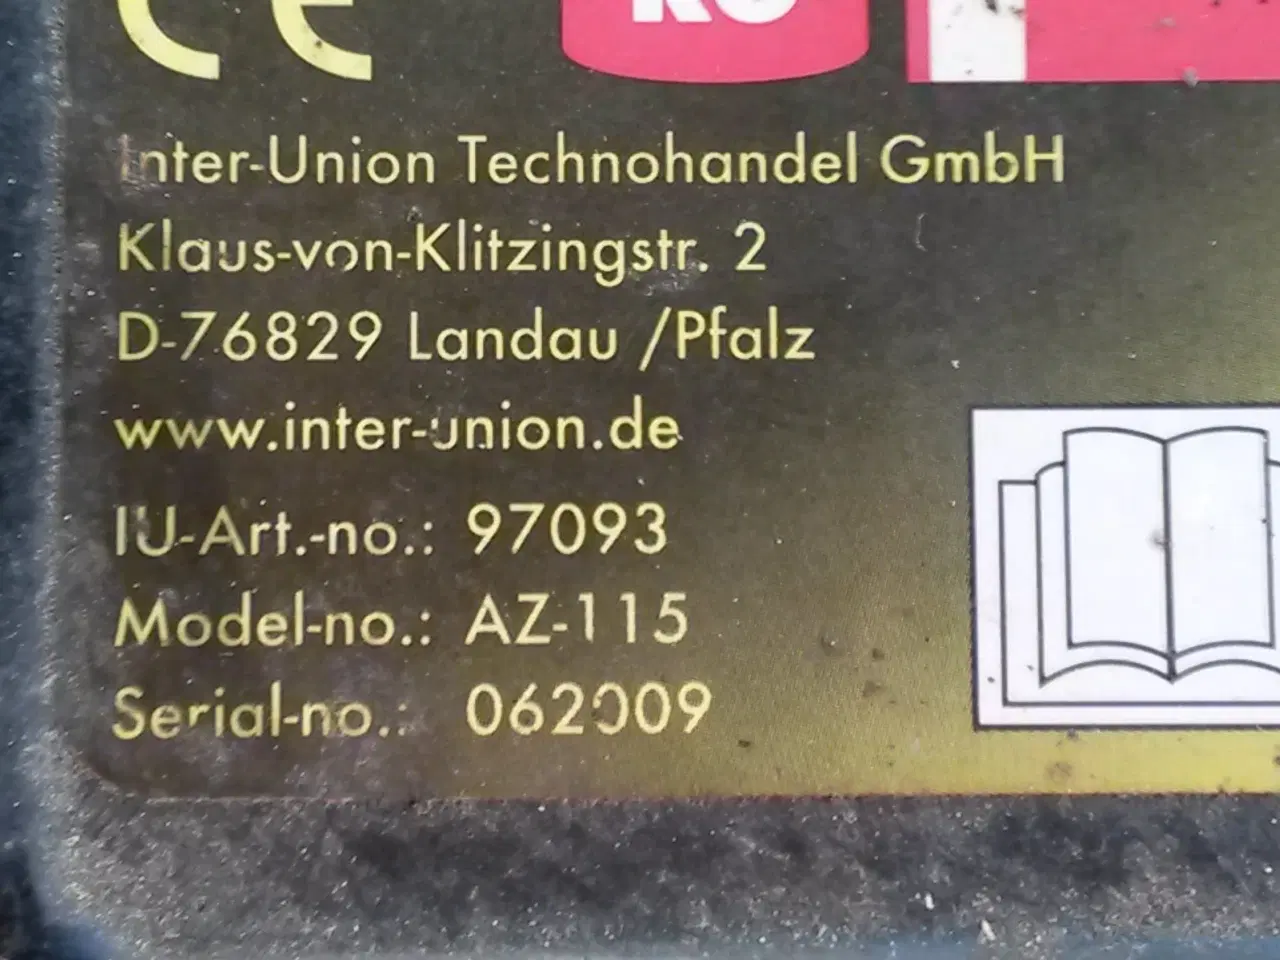 CE
Inter-Union Technohandel GmbH
Klaus-von-Klitzingstr. 2
D-76829 Landau /Pfalz
www.inter-union.de
IU-Art.-no.: 97093
Model-no.: AZ-115
Serial-no.: 062009